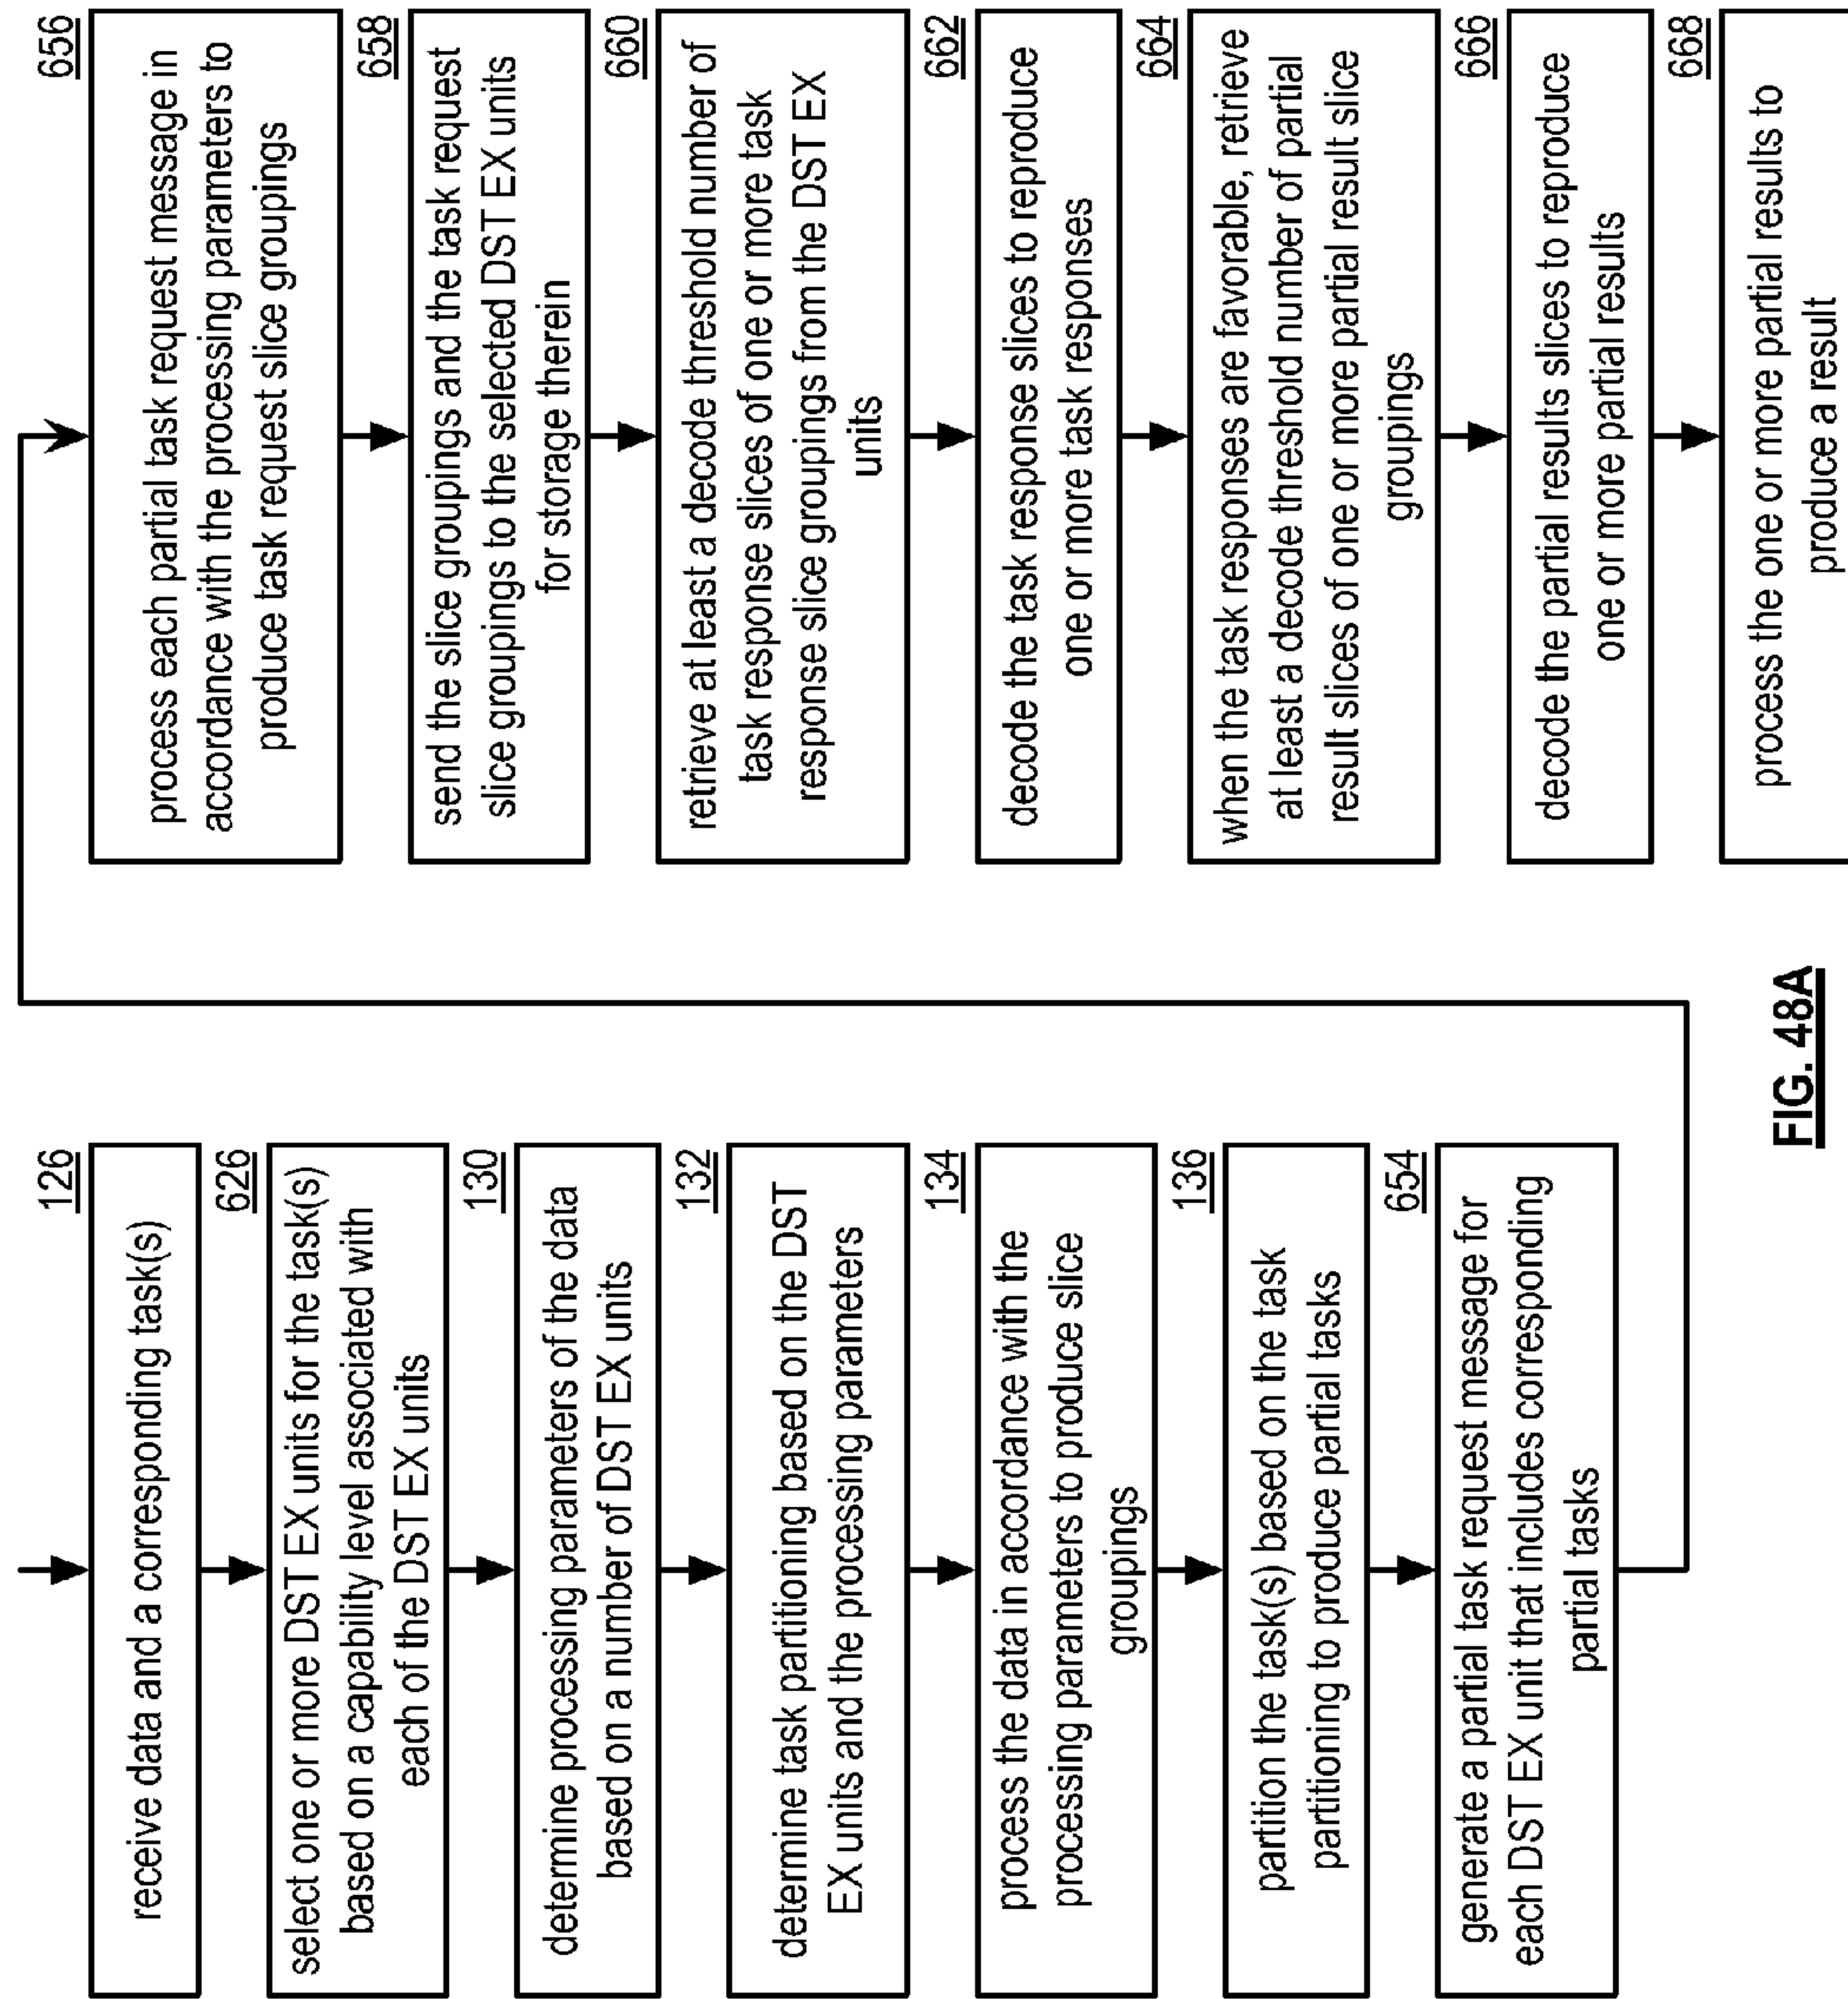 126
receive data and a corresponding task(s)
626
select one or more DST EX units for the task(s)
based on a capability level associated with
each of the DST EX units
130
determine processing parameters of the data
based on a number of DST EX units
132
determine task partitioning based on the DST
EX units and the processing parameters
134
process the data in accordance with the
processing parameters to produce slice
groupings
136
partition the task(s) based on the task
partitioning to produce partial tasks
654
generate a partial task request message for
each DST EX unit that includes corresponding
partial tasks
656
process each partial task request message in
accordance with the processing parameters to
produce task request slice groupings
658
send the slice groupings and the task request
slice groupings to the selected DST EX units
for storage therein
660
retrieve at least a decode threshold number of
task response slices of one or more task
response slice groupings from the DST EX
units
662
decode the task response slices to reproduce
one or more task responses
664
when the task responses are favorable, retrieve
at least a decode threshold number of partial
result slices of one or more partial result slice
groupings
666
decode the partial results slices to reproduce
one or more partial results
668
process the one or more partial results to
produce a result
FIG. 48A